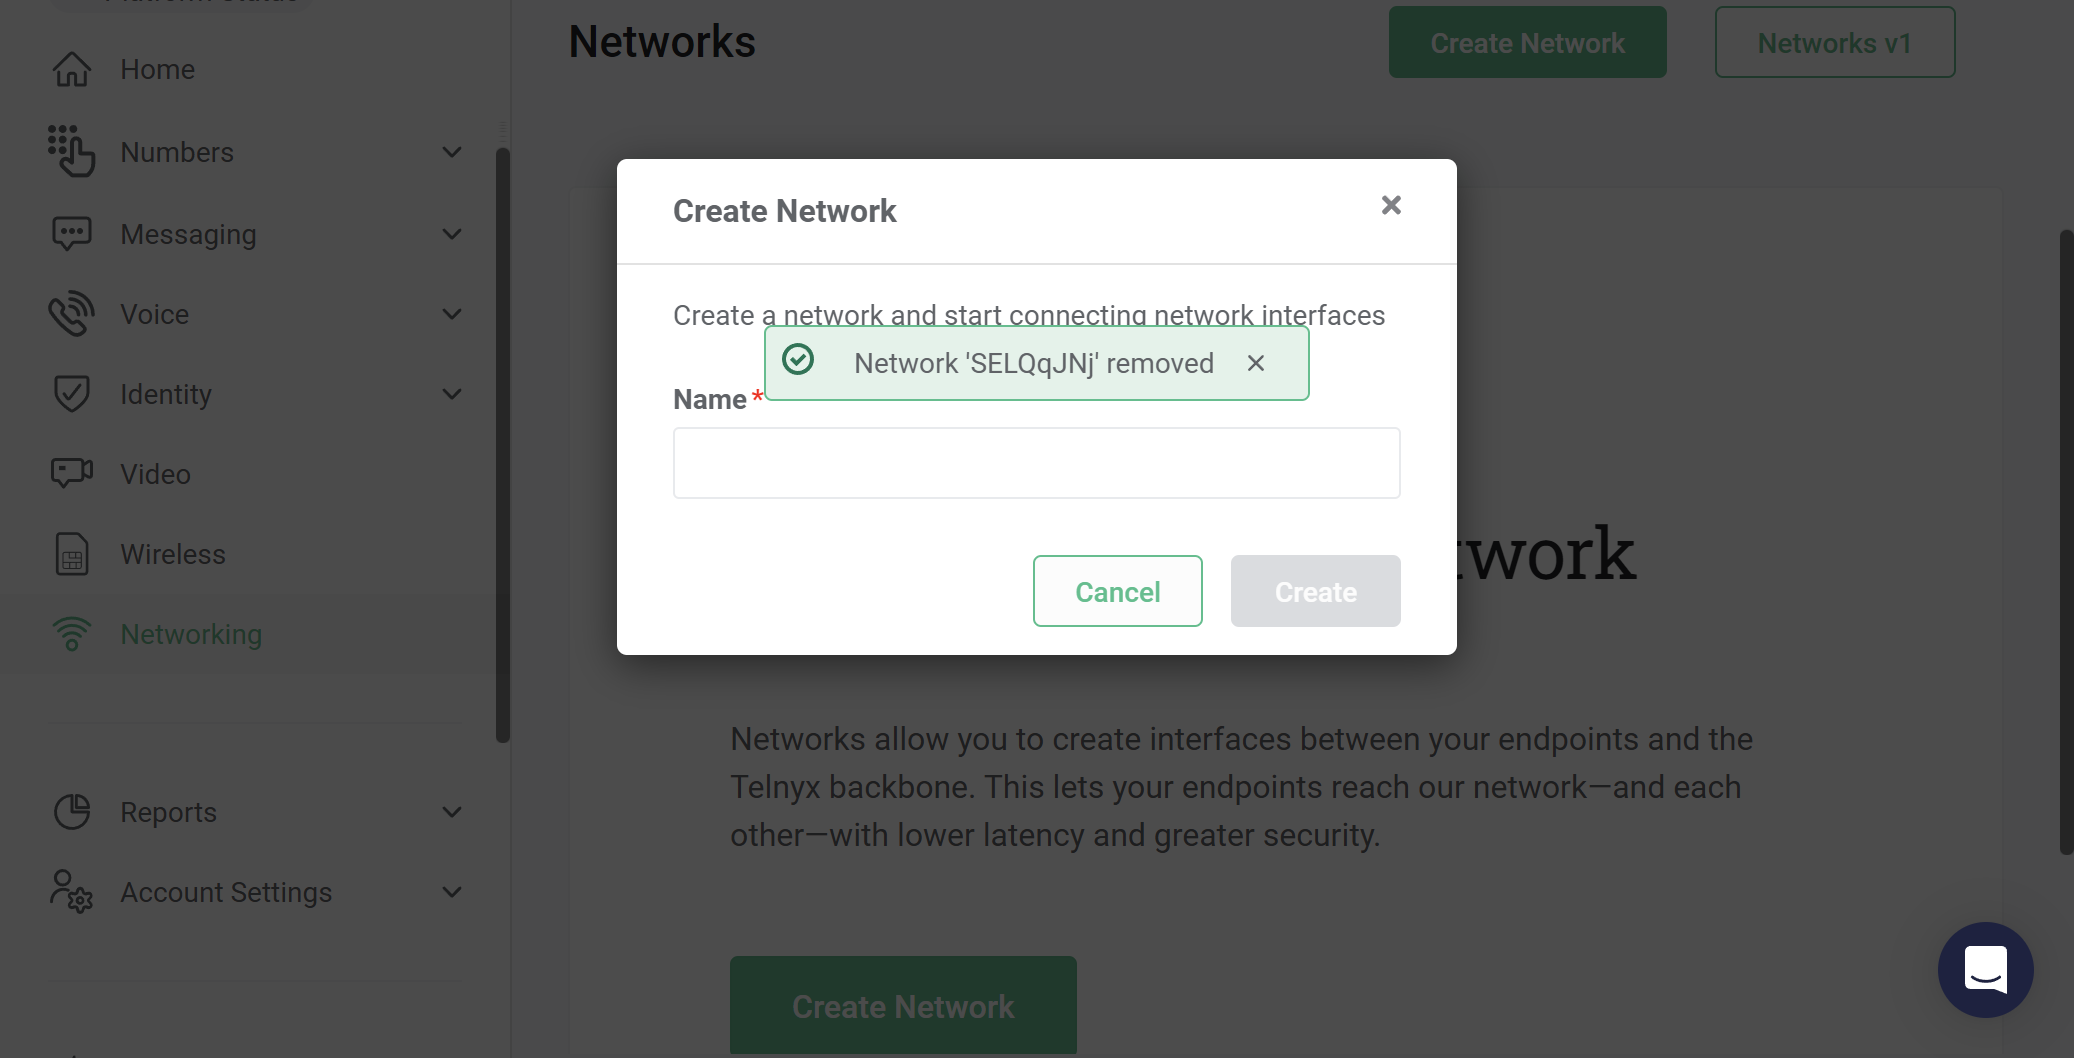 Home
Numbers
Messaging
Voice
Identity
Video
Wireless
Networking
Reports
Account Settings
Networks
Create Network
Networks v1
Create Network
Create a network and start connecting network interfaces
Network 'SELQqJNj' removed
Name *
Cancel
Create
twork
Networks allow you to create interfaces between your endpoints and the
Telnyx backbone. This lets your endpoints reach our network—and each
other—with lower latency and greater security.
Create Network